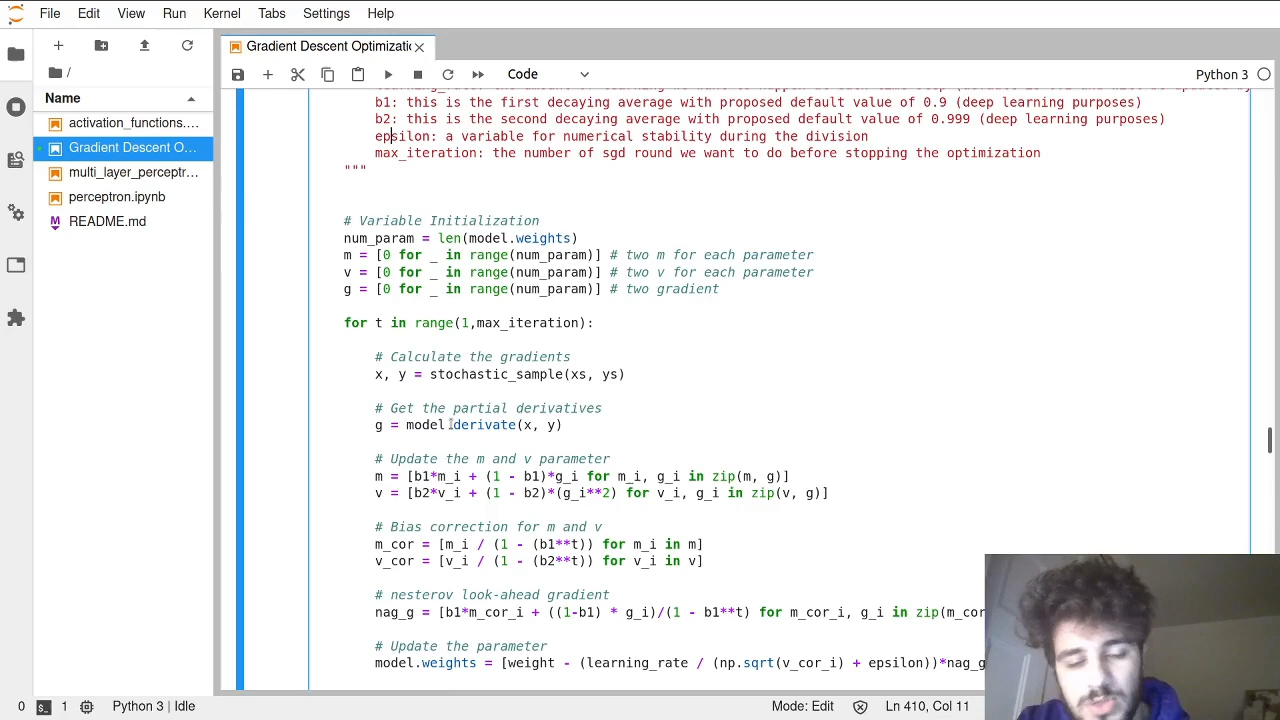 File Edit View Run Kernel Tabs Settings Help
Gradient Descent Optimizati
/
Code
Python 3
Name
activation_functions....
Gradient Descent O...
multi_layer_perceptr...
perceptron.ipynb
README.md
b1: this is the first decaying average with proposed default value of 0.9 (deep learning purposes)
b2: this is the second decaying average with proposed default value of 0.999 (deep learning purposes)
epsilon: a variable for numerical stability during the division
max_iteration: the number of sgd round we want to do before stopping the optimization
"""
# Variable Initialization
num_param = len(model.weights)
m = [0 for _ in range(num_param)] # two m for each parameter
v = [0 for _ in range(num_param)] # two v for each parameter
g = [0 for _ in range(num_param)] # two gradient
for t in range(1,max_iteration):
# Calculate the gradients
x, y = stochastic_sample(xs, ys)
# Get the partial derivatives
g = model.derivate(x, y)
# Update the m and v parameter
m = [b1*m_i + (1 - b1)*g_i for m_i, g_i in zip(m, g)]
v = [b2*v_i + (1 - b2)*(g_i**2) for v_i, g_i in zip(v, g)]
# Bias correction for m and v
m_cor = [m_i / (1 - (b1**t)) for m_i in m]
v_cor = [v_i / (1 - (b2**t)) for v_i in v]
# nesterov look-ahead gradient
nag_g = [b1*m_cor_i + ((1-b1) * g_i)/(1 - b1**t) for m_cor_i, g_i in zip(m_cor
# Update the parameter
model.weights = [weight - (learning_rate / (np.sqrt(v_cor_i) + epsilon))*nag_g
0 1 Python 3 | Idle
Mode: Edit
Ln 410, Col 11